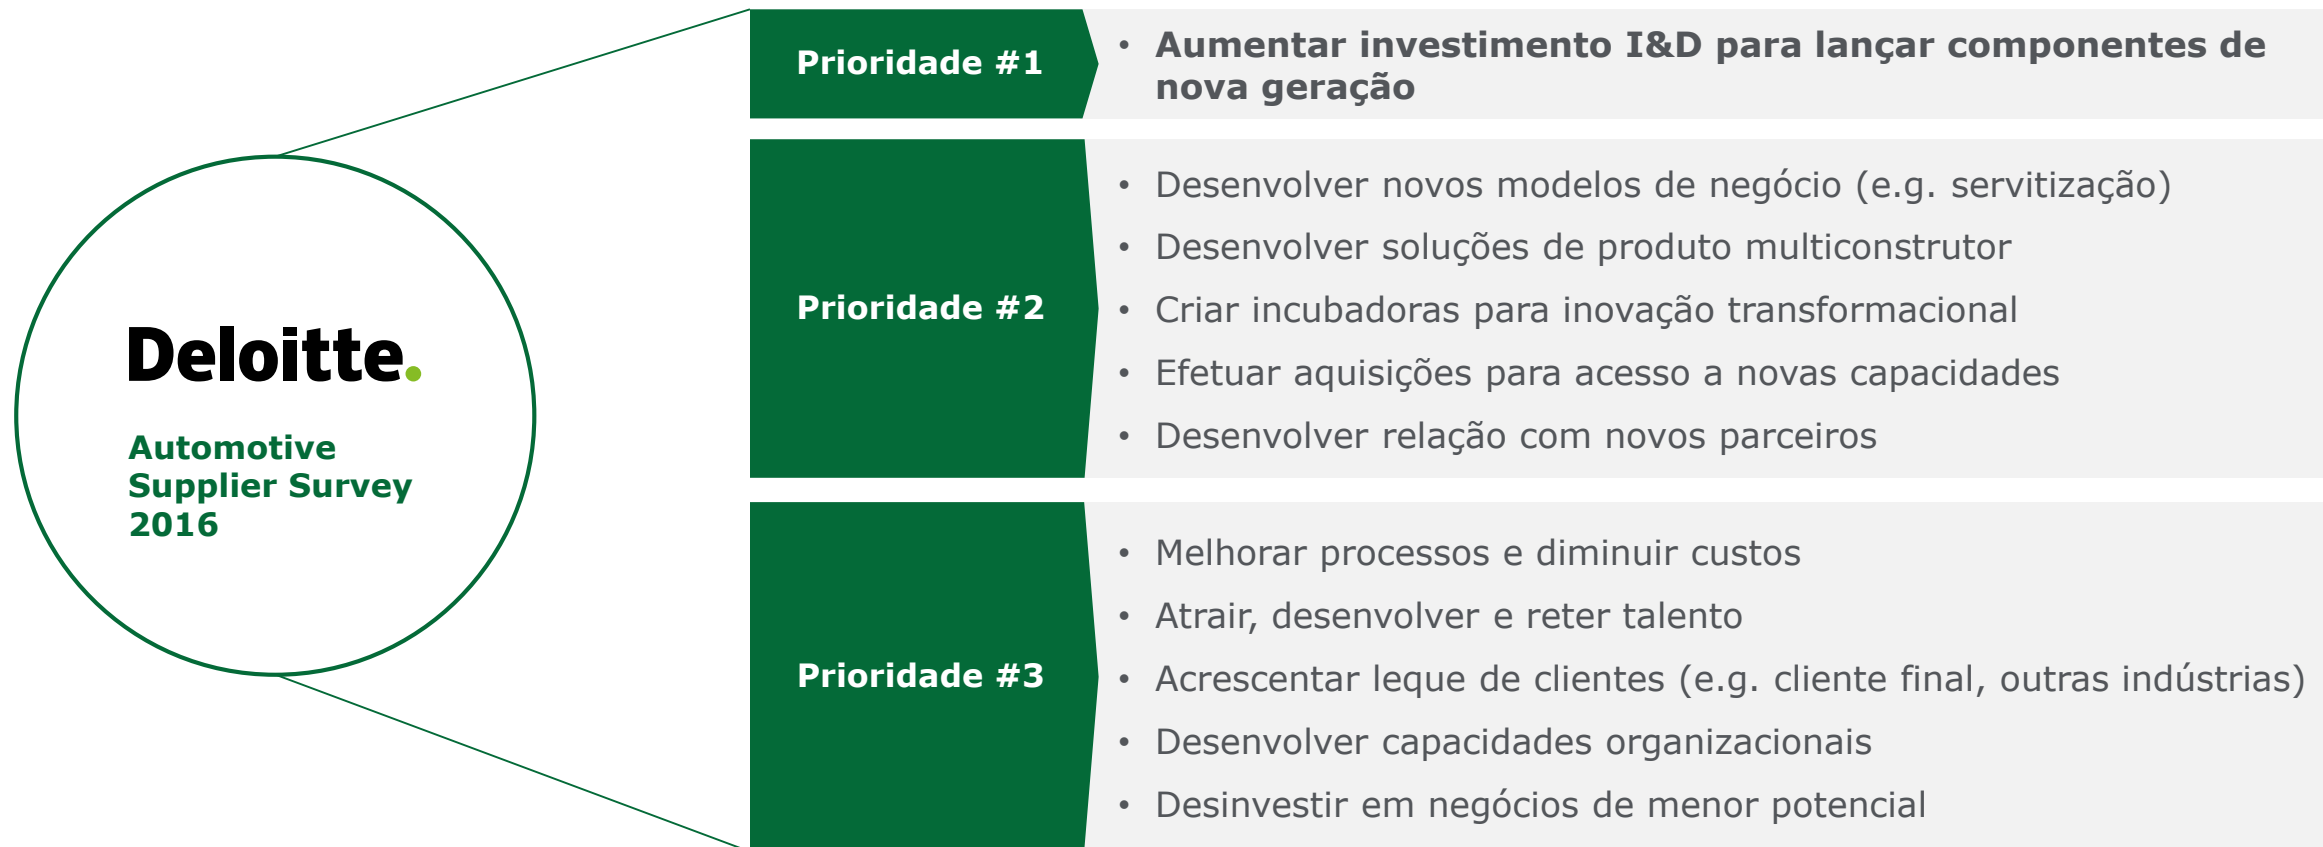 Deloitte.
Automotive
Supplier Survey
2016
Prioridade #1
• Aumentar investimento I&D para lançar componentes de
nova geração
Prioridade #2
• Desenvolver novos modelos de negócio (e.g. servitização)
• Desenvolver soluções de produto multiconstrutor
• Criar incubadoras para inovação transformacional
• Efetuar aquisições para acesso a novas capacidades
• Desenvolver relação com novos parceiros
Prioridade #3
• Melhorar processos e diminuir custos
• Atrair, desenvolver e reter talento
• Acrescentar leque de clientes (e.g. cliente final, outras indústrias)
• Desenvolver capacidades organizacionais
• Desinvestir em negócios de menor potencial